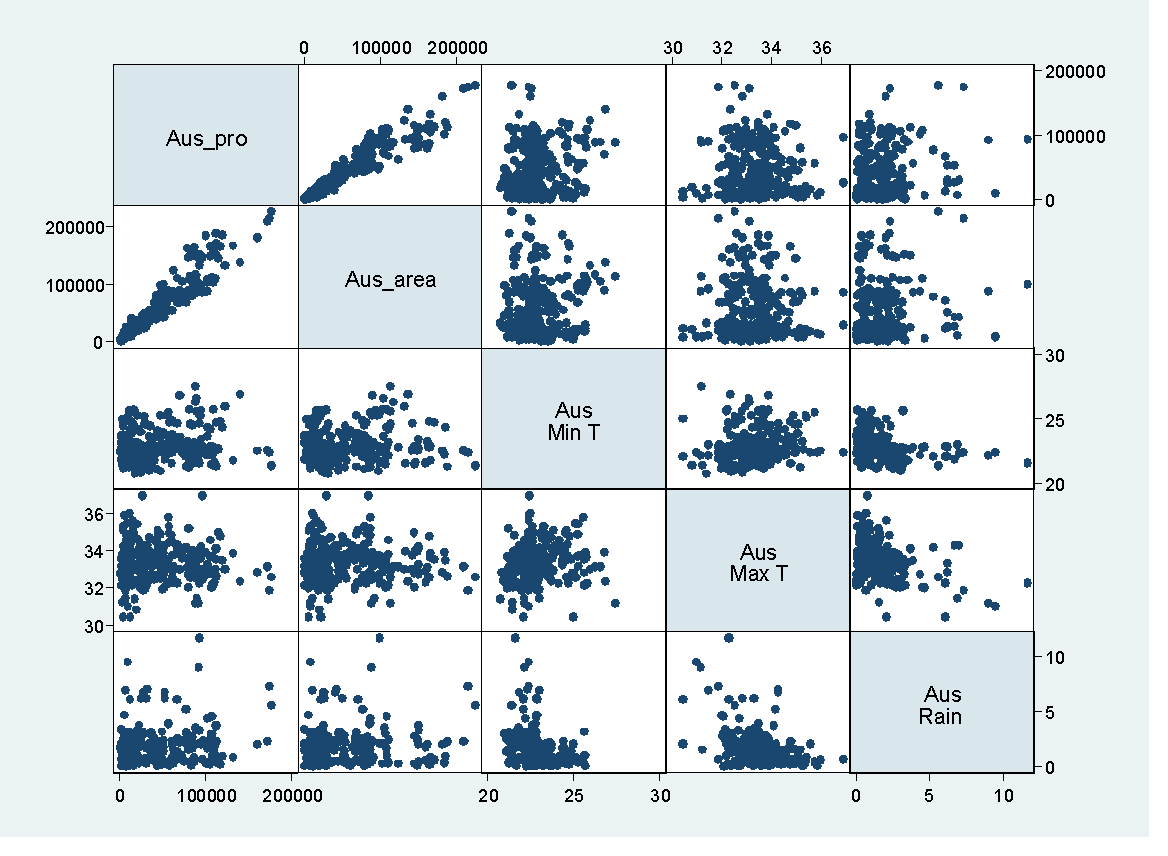 0 100000 200000 30 32 34 36
Aus_pro
200000
100000
0
200000
100000
0
Aus_area
Aus
Min T
30
25
20
36
34
32
30
Aus
Max T
Aus
Rain
10
5
0
0 100000 200000 20 25 30 0 5 10